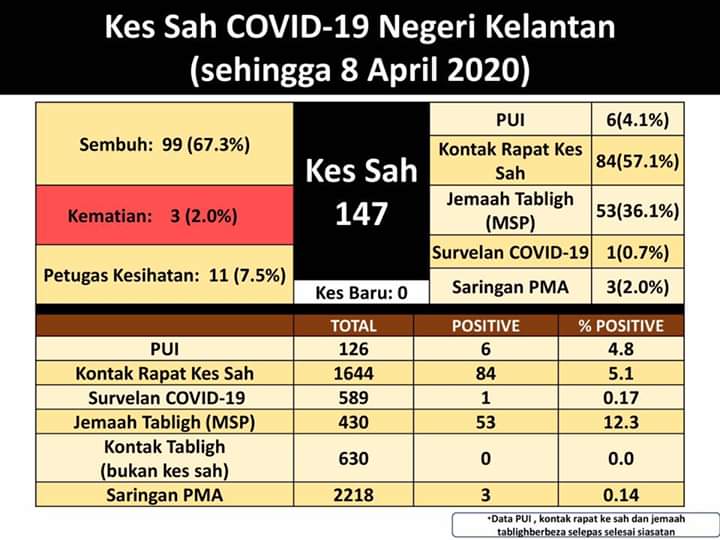 Kes Sah COVID-19 Negeri Kelantan
(sehingga 8 April 2020)
Sembuh: 99 (67.3%)
Kematian: 3 (2.0%)
Petugas Kesihatan: 11 (7.5%)
Kes Sah
147
Kes Baru: 0
PUI 6(4.1%)
Kontak Rapat Kes
Sah 84(57.1%)
Jemaah Tabligh
(MSP) 53(36.1%)
Survelan COVID-19 1(0.7%)
Saringan PMA 3(2.0%)
TOTAL POSITIVE % POSITIVE
PUI 126 6 4.8
Kontak Rapat Kes Sah 1644 84 5.1
Survelan COVID-19 589 1 0.17
Jemaah Tabligh (MSP) 430 53 12.3
Kontak Tabligh
(bukan kes sah) 630 0 0.0
Saringan PMA 2218 3 0.14
•Data PUI , kontak rapat ke sah dan jemaah
tablighberbeza selepas selesai siasatan